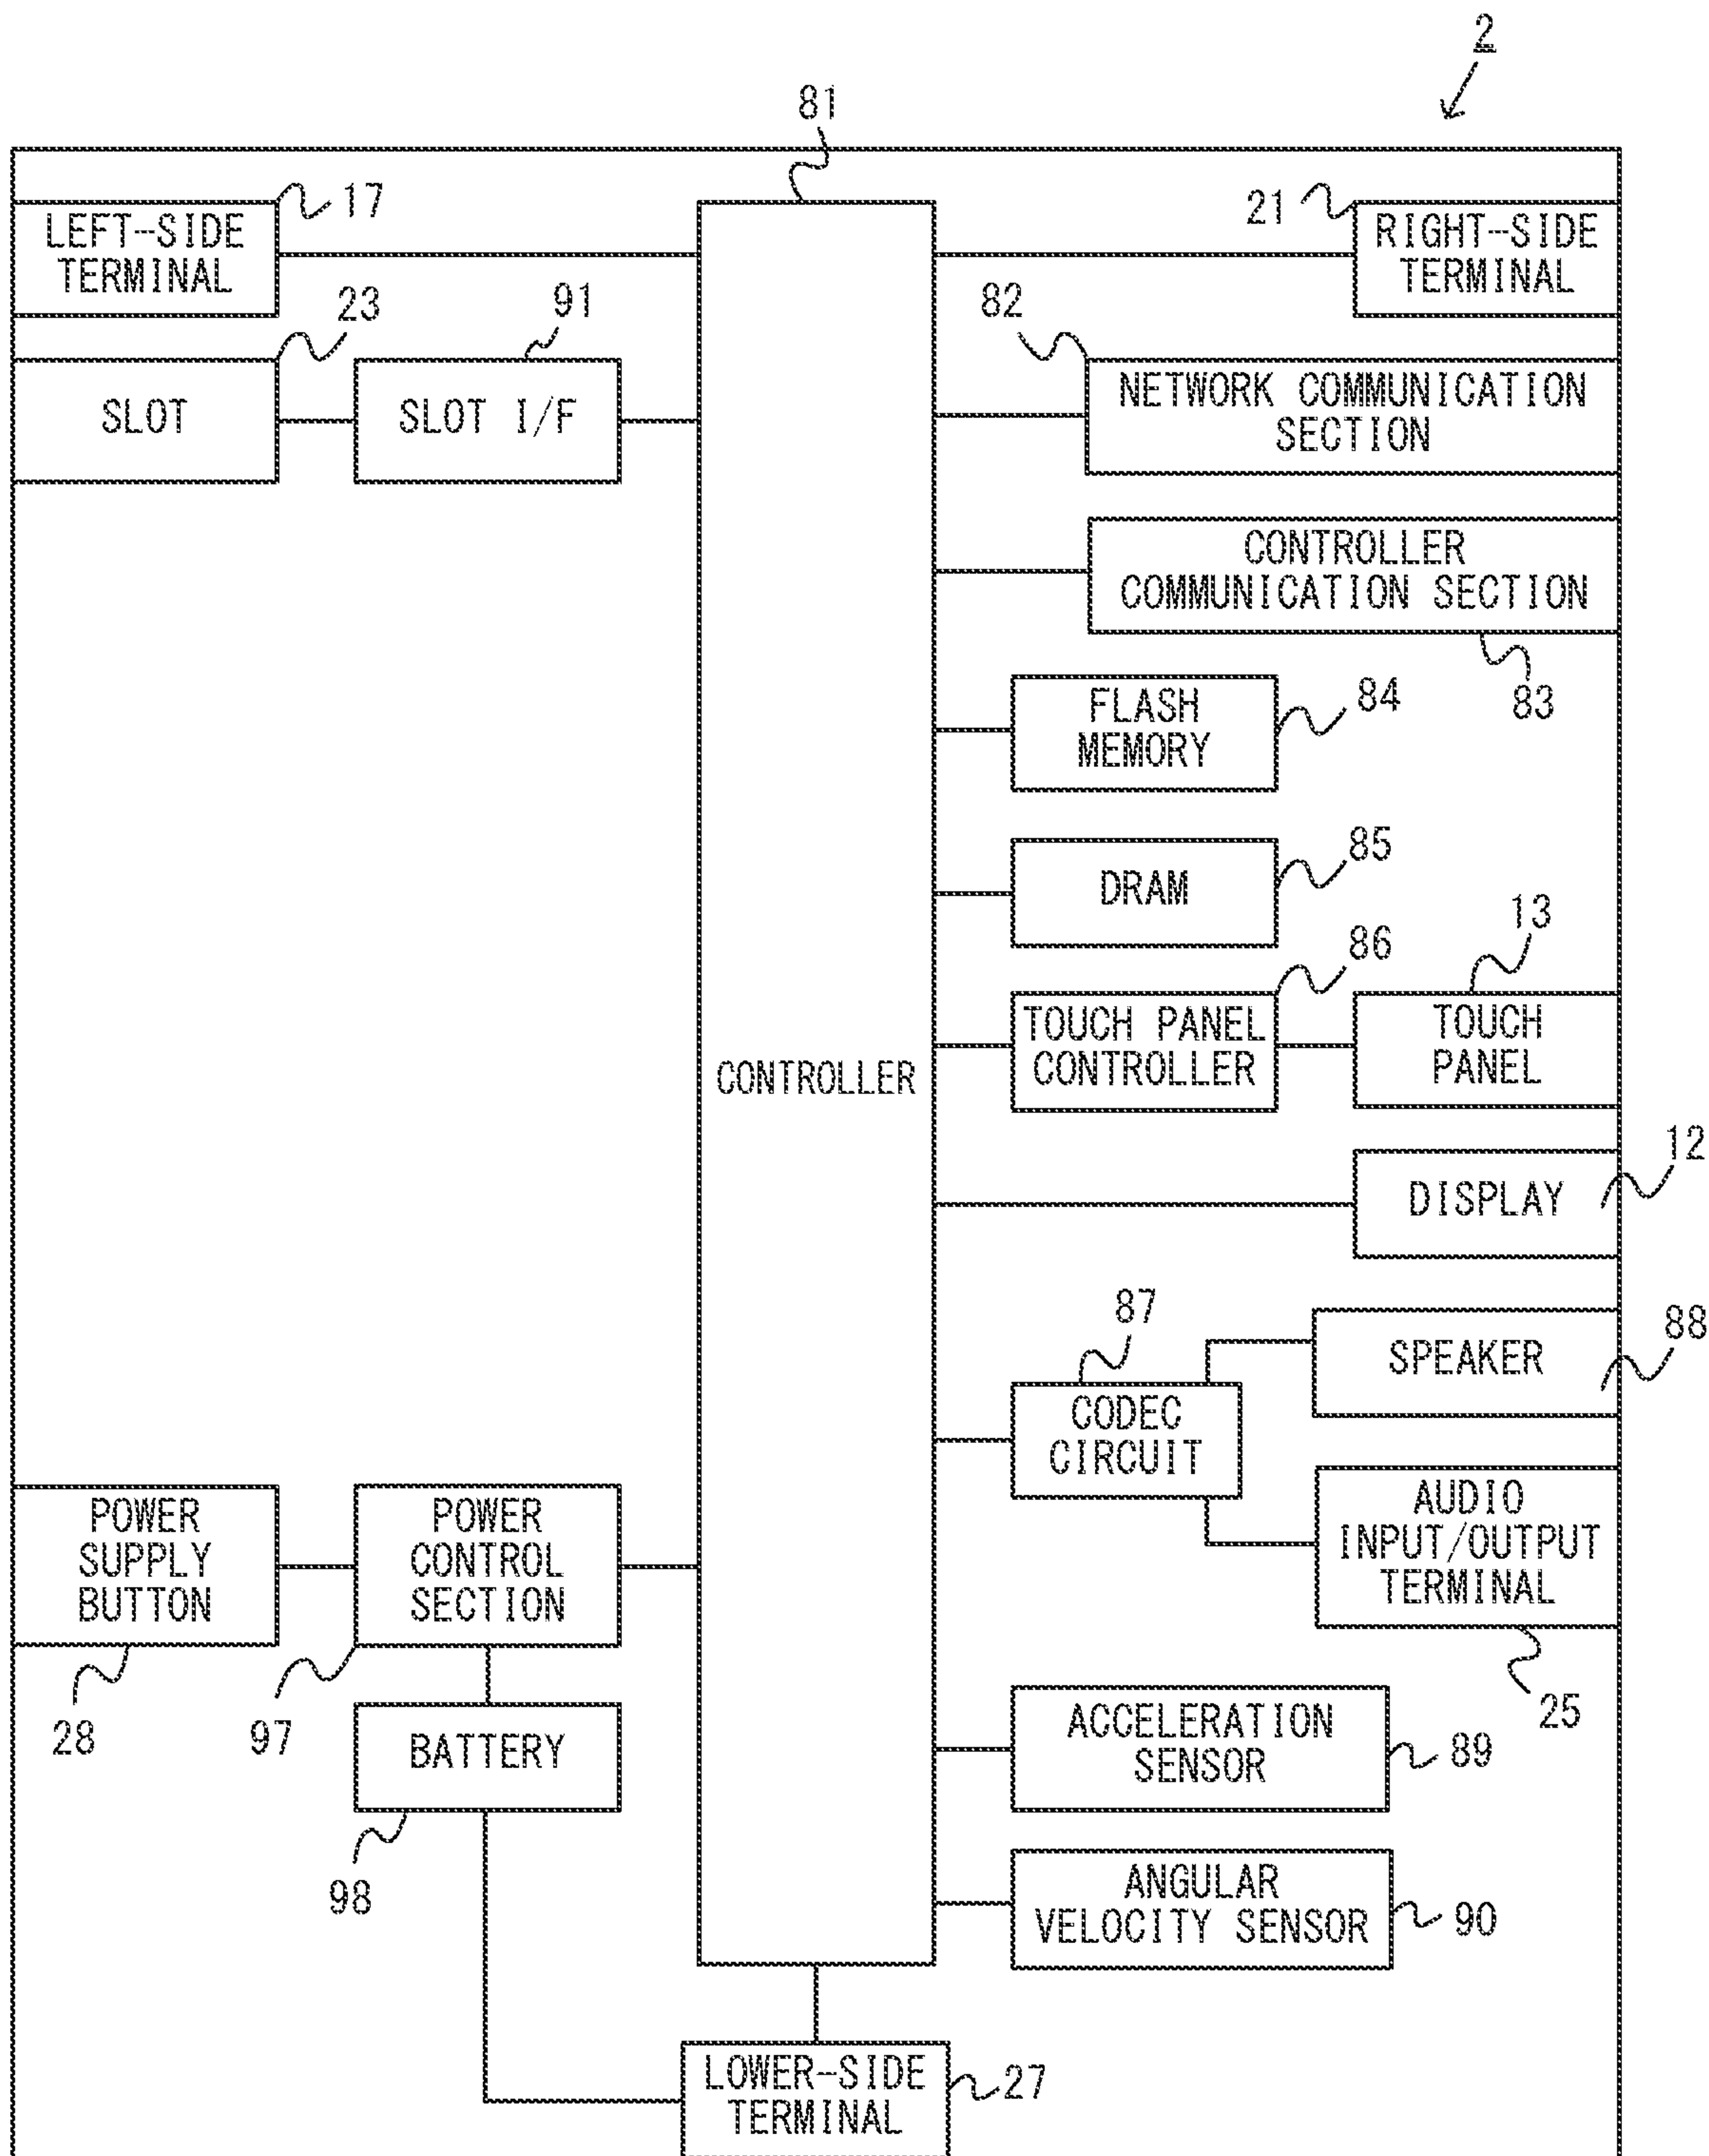 2
81
LEFT-SIDE
TERMINAL
17
21
RIGHT-SIDE
TERMINAL
23
91
82
SLOT
SLOT I/F
NETWORK COMMUNICATION
SECTION
CONTROLLER
COMMUNICATION SECTION
83
FLASH
MEMORY
84
DRAM
85
86
13
CONTROLLER
TOUCH PANEL
CONTROLLER
TOUCH
PANEL
DISPLAY
12
87
SPEAKER
88
CODEC
CIRCUIT
AUDIO
INPUT/OUTPUT
TERMINAL
25
POWER
SUPPLY
BUTTON
28
POWER
CONTROL
SECTION
97
BATTERY
98
ACCELERATION
SENSOR
89
ANGULAR
VELOCITY SENSOR
90
LOWER-SIDE
TERMINAL
27